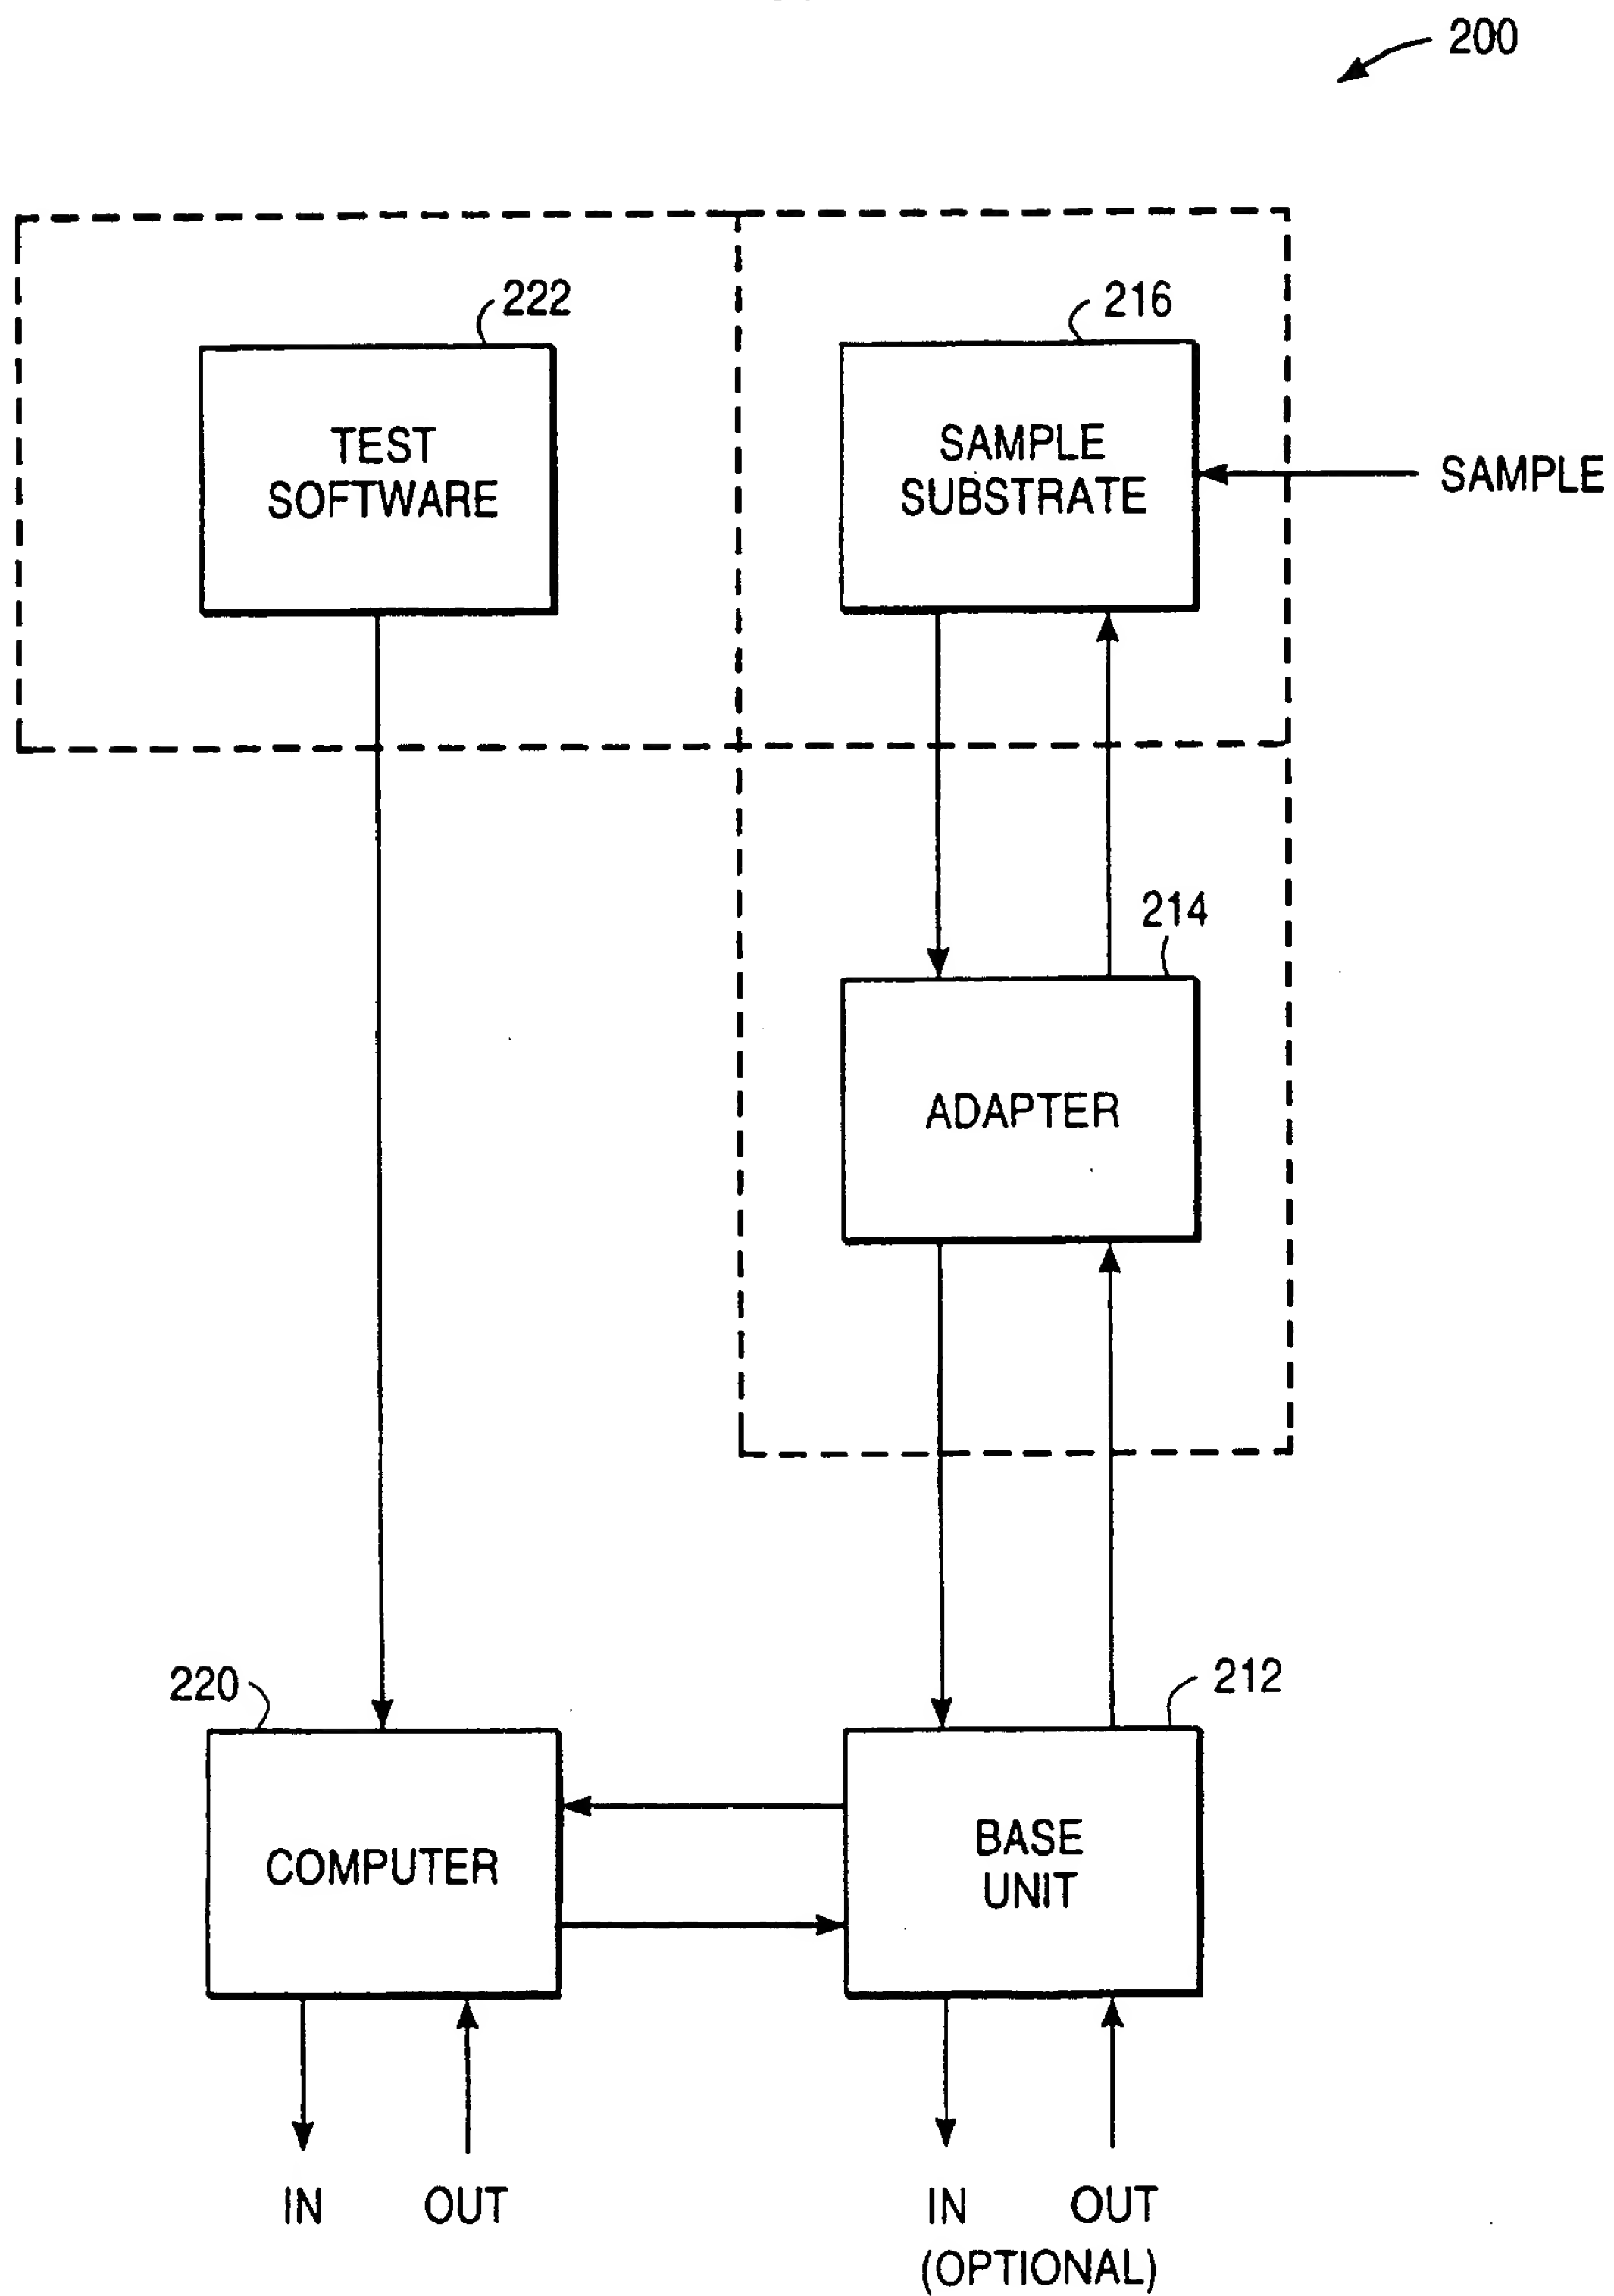 200
222
216
TEST
SOFTWARE
SAMPLE
SUBSTRATE
SAMPLE
214
ADAPTER
220
212
COMPUTER
BASE
UNIT
IN OUT
IN OUT
(OPTIONAL)